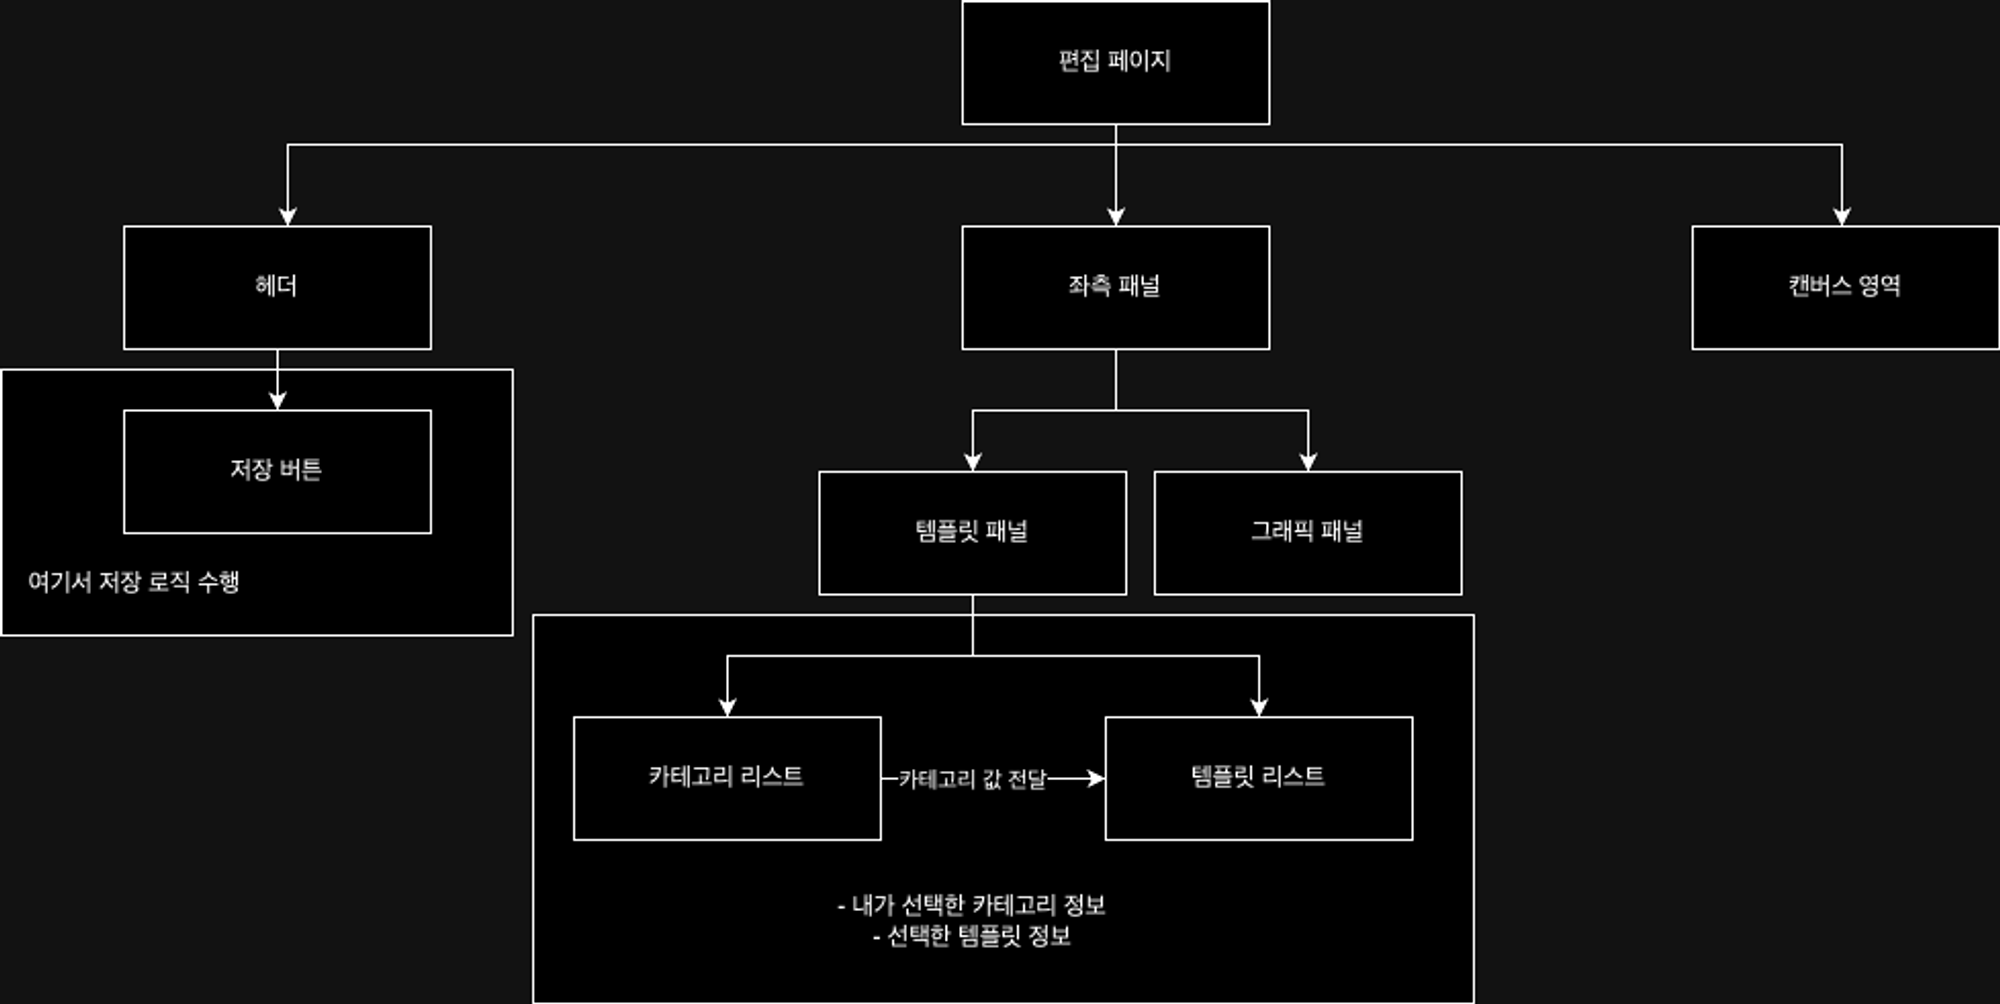 편집 페이지
헤더
좌측 패널
캔버스 영역
저장 버튼
여기서 저장 로직 수행
템플릿 패널
그래픽 패널
카테고리 리스트
카테고리 값 전달
템플릿 리스트
- 내가 선택한 카테고리 정보
- 선택한 템플릿 정보